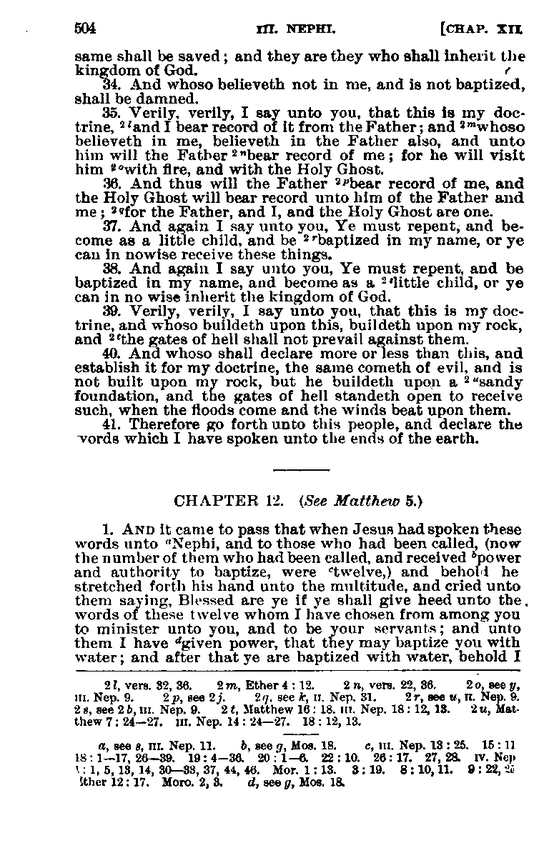 504 III. NEPHI. [CHAP. XII.
same shall be saved; and they are they who shall inherit the
kingdom of God.
34. And whoso believeth not in me, and is not baptized,
shall be damned.
35. Verily, verily, I say unto you, that this is my doc-
trine, 2l and I bear record of it from the Father; and 2m whoso
believeth in me, believeth in the Father also, and unto
him will the Father 2n bear record of me; for he will visit
him 2o with fire, and with the Holy Ghost.
36. And thus will the Father 2p bear record of me, and
the Holy Ghost will bear record unto him of the Father and
me; 2q for the Father, and I, and the Holy Ghost are one.
37. And again I say unto you, Ye must repent, and be-
come as a little child, and be 2r baptized in my name, or ye
can in nowise receive these things.
38. And again I say unto you, Ye must repent, and be
baptized in my name, and become as a 2s little child, or ye
can in no wise inherit the kingdom of God.
39. Verily, verily, I say unto you, that this is my doc-
trine, and whoso buildeth upon this, buildeth upon my rock,
and 2t the gates of hell shall not prevail against them.
40. And whoso shall declare more or less than this, and
establish it for my doctrine, the same cometh of evil, and is
not built upon my rock, but he buildeth upon a 2u sandy
foundation, and the gates of hell standeth open to receive
such, when the floods come and the winds beat upon them.
41. Therefore go forth unto this people, and declare the
words which I have spoken unto the ends of the earth.
CHAPTER 12. (See Matthew 5.)
1. AND it came to pass that when Jesus had spoken these
words unto a Nephi, and to those who had been called, (now
the number of them who had been called, and received b power
and authority to baptize, were c twelve,) and behold he
stretched forth his hand unto the multitude, and cried unto
them saying, Blessed are ye if ye shall give heed unto the
words of these twelve whom I have chosen from among you
to minister unto you, and to be your servants; and unto
them I have d given power, that they may baptize you with
water; and after that ye are baptized with water, behold I
2l, vers. 32, 36. 2m, Ether 4:12. 2n, vers. 22, 36. 2o, see y,
III. Nep. 9. 2p, see 2j. 2q, see k, II. Nep. 31. 2r, see u, II. Nep. 9.
2s, see 2b, III. Nep. 9. 2t, Matthew 16:18. III. Nep. 18:12, 13. 2u, Mat-
thew 7:24—27. III. Nep. 14:24—27. 18:12, 13.
a, see s, III. Nep. 11. b, see g, Mos. 18. c, III. Nep. 13:25. 15:11
18:1—17, 26—39. 19:4—36. 20:1—6. 22:10. 26:17. 27, 28. IV. Nep
1, 5, 13, 14, 30—33, 37, 44, 46. Mor. 1:13. 3:19. 8:10, 11. 9:22,
Ether 12:17. Moro. 2, 3. d, see g, Mos. 18.